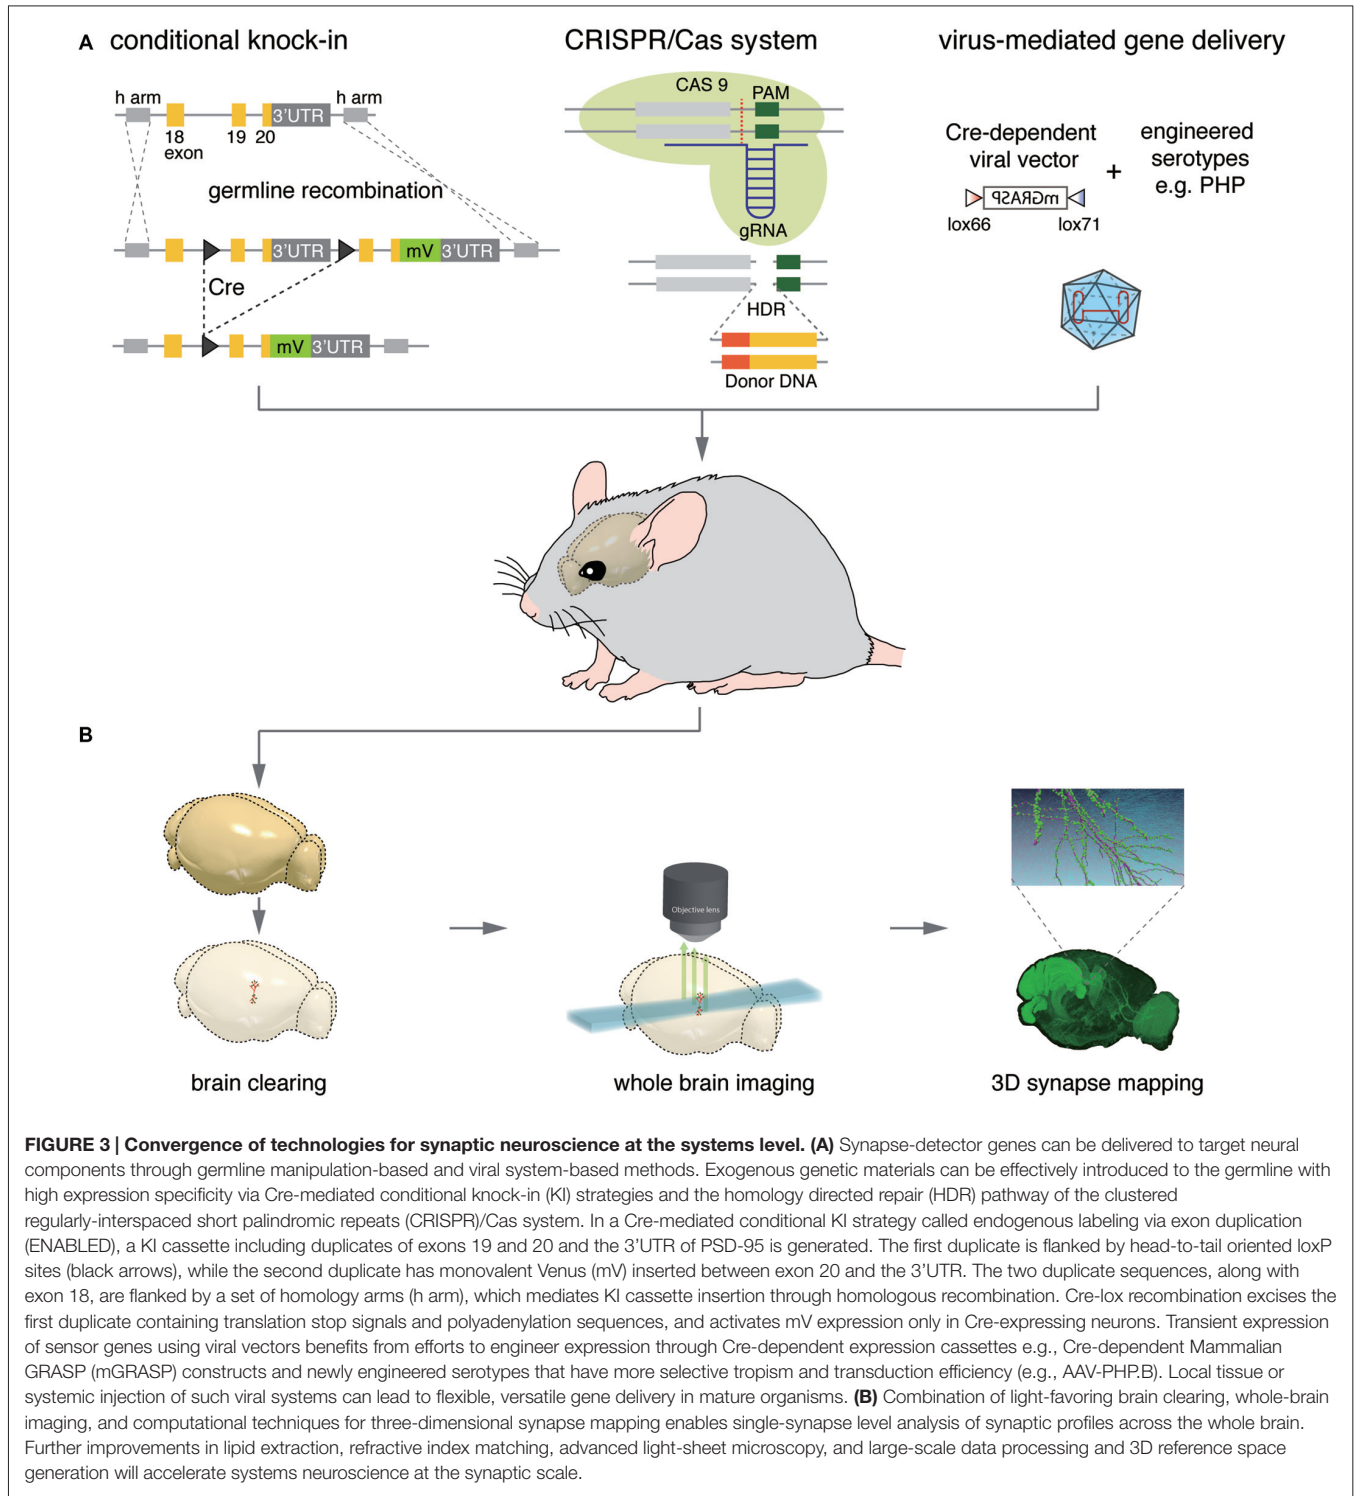 A conditional knock-in
CRISPR/Cas system
virus-mediated gene delivery
h arm
h arm
3'UTR
18
19
20
exon
germline recombination
3'UTR
mV
3'UTR
Cre
mV
3'UTR
CAS 9
PAM
gRNA
HDR
Donor DNA
Cre-dependent
viral vector
+
engineered
serotypes
e.g. PHP
mGRASP
lox66
lox71
B
Objective lens
brain clearing
whole brain imaging
3D synapse mapping
FIGURE 3 | Convergence of technologies for synaptic neuroscience at the systems level. (A) Synapse-detector genes can be delivered to target neural
components through germline manipulation-based and viral system-based methods. Exogenous genetic materials can be effectively introduced to the germline with
high expression specificity via Cre-mediated conditional knock-in (KI) strategies and the homology directed repair (HDR) pathway of the clustered
regularly-interspaced short palindromic repeats (CRISPR)/Cas system. In a Cre-mediated conditional KI strategy called endogenous labeling via exon duplication
(ENABLED), a KI cassette including duplicates of exons 19 and 20 and the 3'UTR of PSD-95 is generated. The first duplicate is flanked by head-to-tail oriented loxP
sites (black arrows), while the second duplicate has monovalent Venus (mV) inserted between exon 20 and the 3'UTR. The two duplicate sequences, along with
exon 18, are flanked by a set of homology arms (h arm), which mediates KI cassette insertion through homologous recombination. Cre-lox recombination excises the
first duplicate containing translation stop signals and polyadenylation sequences, and activates mV expression only in Cre-expressing neurons. Transient expression
of sensor genes using viral vectors benefits from efforts to engineer expression through Cre-dependent expression cassettes e.g., Cre-dependent Mammalian
GRASP (mGRASP) constructs and newly engineered serotypes that have more selective tropism and transduction efficiency (e.g., AAV-PHP.B). Local tissue or
systemic injection of such viral systems can lead to flexible, versatile gene delivery in mature organisms. (B) Combination of light-favoring brain clearing, whole-brain
imaging, and computational techniques for three-dimensional synapse mapping enables single-synapse level analysis of synaptic profiles across the whole brain.
Further improvements in lipid extraction, refractive index matching, advanced light-sheet microscopy, and large-scale data processing and 3D reference space
generation will accelerate systems neuroscience at the synaptic scale.